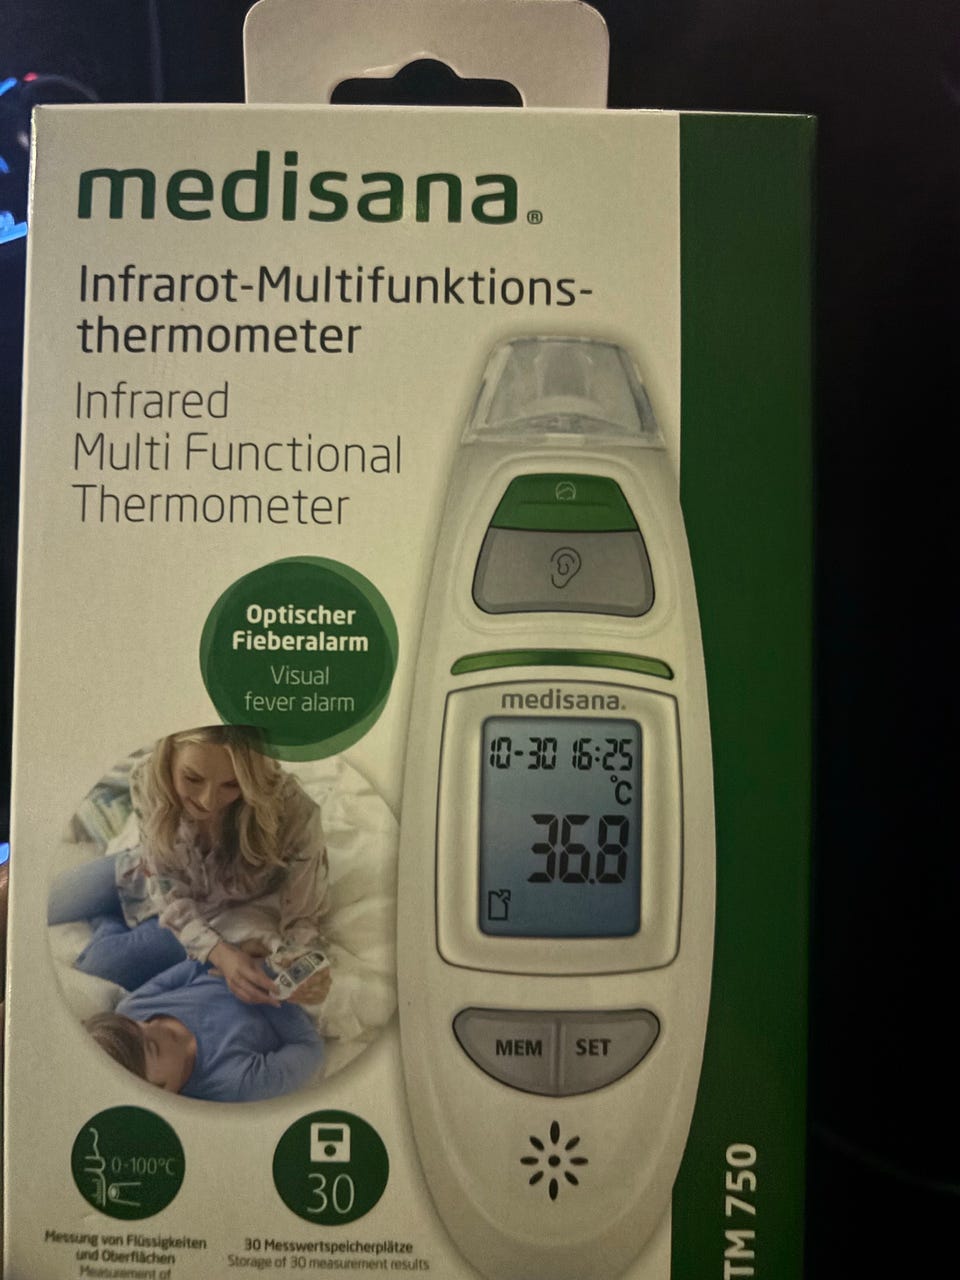 medisana®
Infrarot-Multifunktions-
thermometer
Infrared
Multi Functional
Thermometer
Optischer
Fieberalarm
Visual
fever alarm
medisana.
10-30 16:25
°C
36.8
MEM SET
0-100°C
30
Messung von Flüssigkeiten
und Oberflächen
Measurement of
30 Messwertspeicherplätze
Storage of 30 measurement results
TM 750